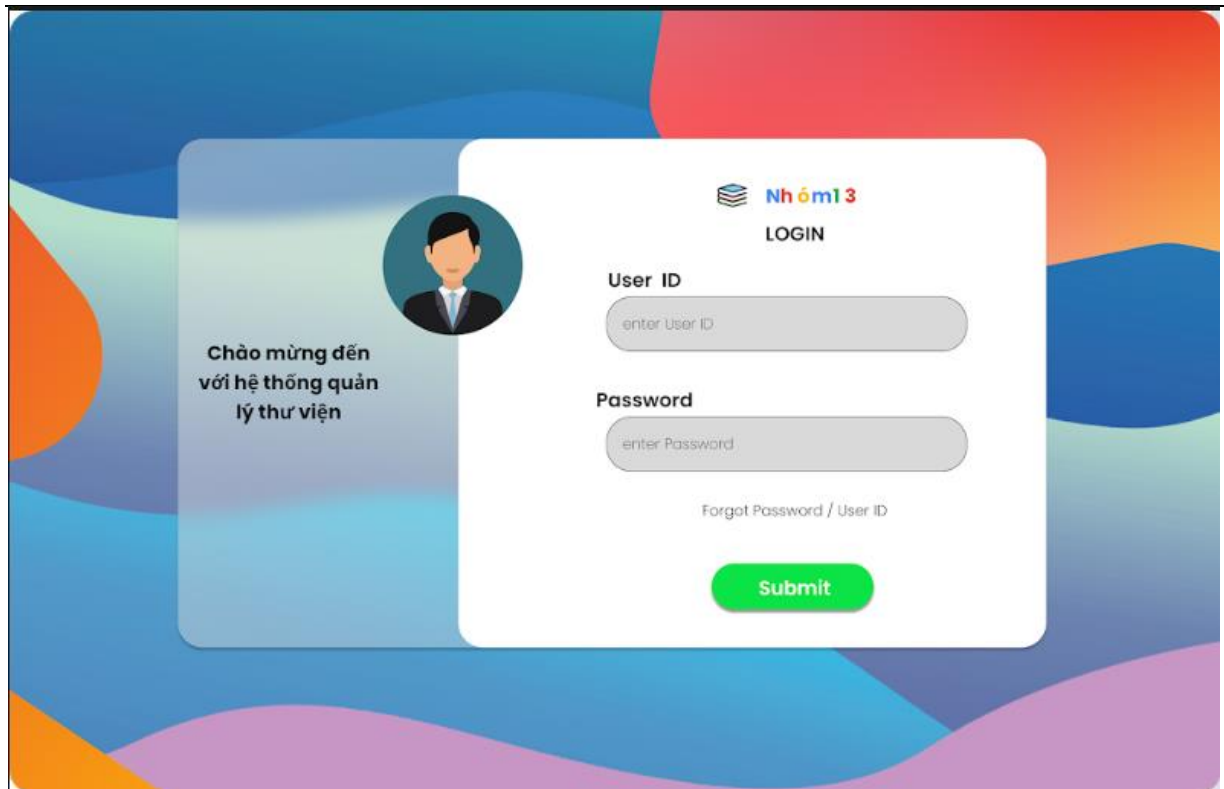 Nhóm13
LOGIN
User ID
enter User ID
Chào mừng đến
với hệ thống quản
lý thư viện
Password
enter Password
Forgot Password / User ID
Submit